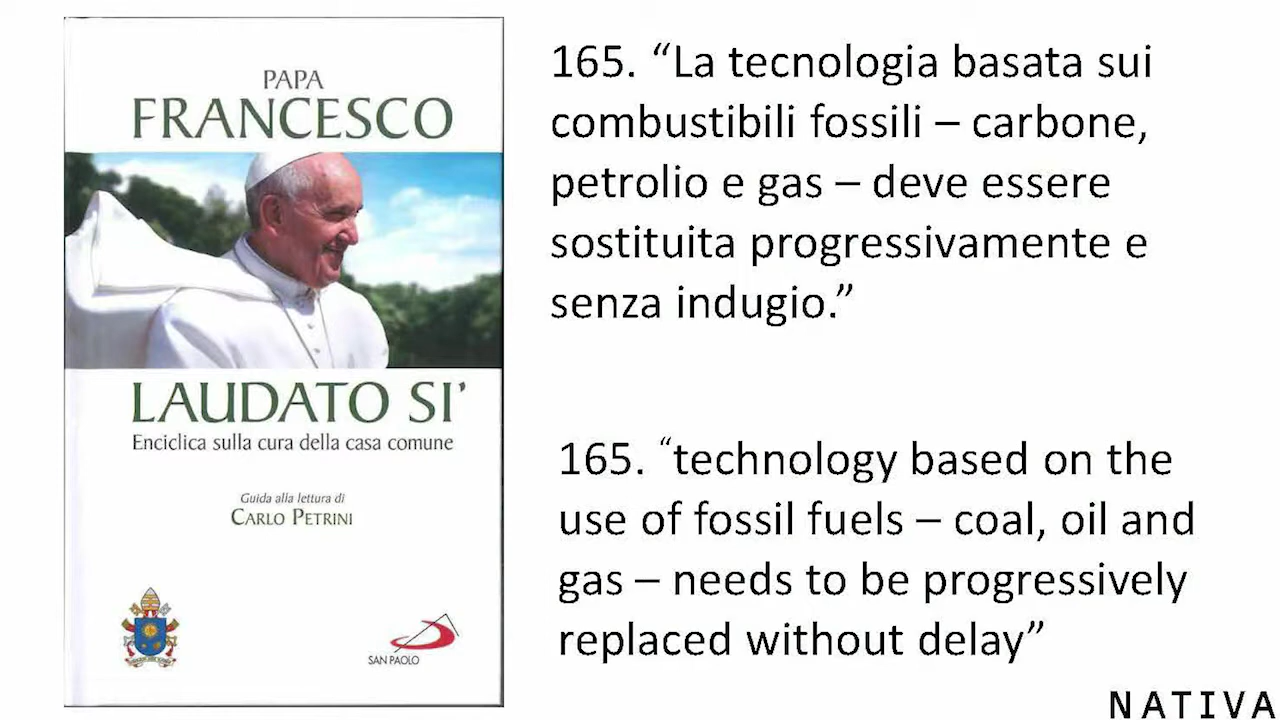 PAPA
FRANCESCO
LAUDATO SI'
Enciclica sulla cura della casa comune
Guida alla lettura di
CARLO PETRINI
SAN PAOLO
165. “La tecnologia basata sui
combustibili fossili – carbone,
petrolio e gas – deve essere
sostituita progressivamente e
senza indugio.”
165. “technology based on the
use of fossil fuels – coal, oil and
gas – needs to be progressively
replaced without delay”
NATIVA